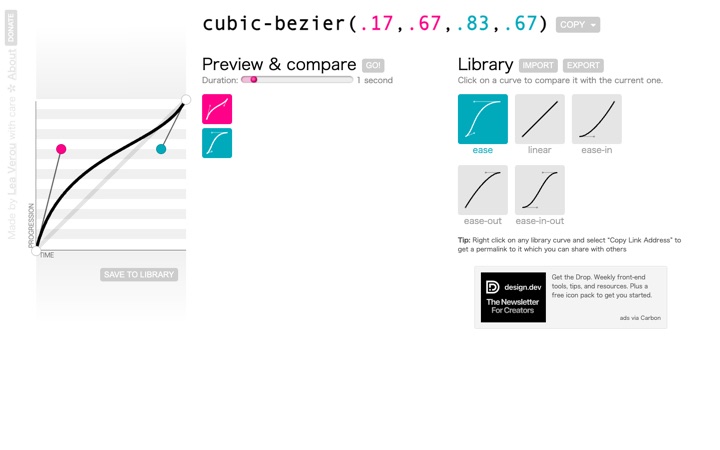 Made by Lea Verou with care ☆ About DONATE
cubic-bezier(.17,.67,.83,.67) COPY
PROGRESSION
TIME
SAVE TO LIBRARY
Preview & compare GO!
Duration: 1 second
Library IMPORT EXPORT
Click on a curve to compare it with the current one.
ease linear ease-in
ease-out ease-in-out
Tip: Right click on any library curve and select "Copy Link Address" to
get a permalink to it which you can share with others
design.dev
The Newsletter
For Creators
Get the Drop. Weekly front-end
tools, tips, and resources. Plus a
free icon pack to get you started.
ads via Carbon